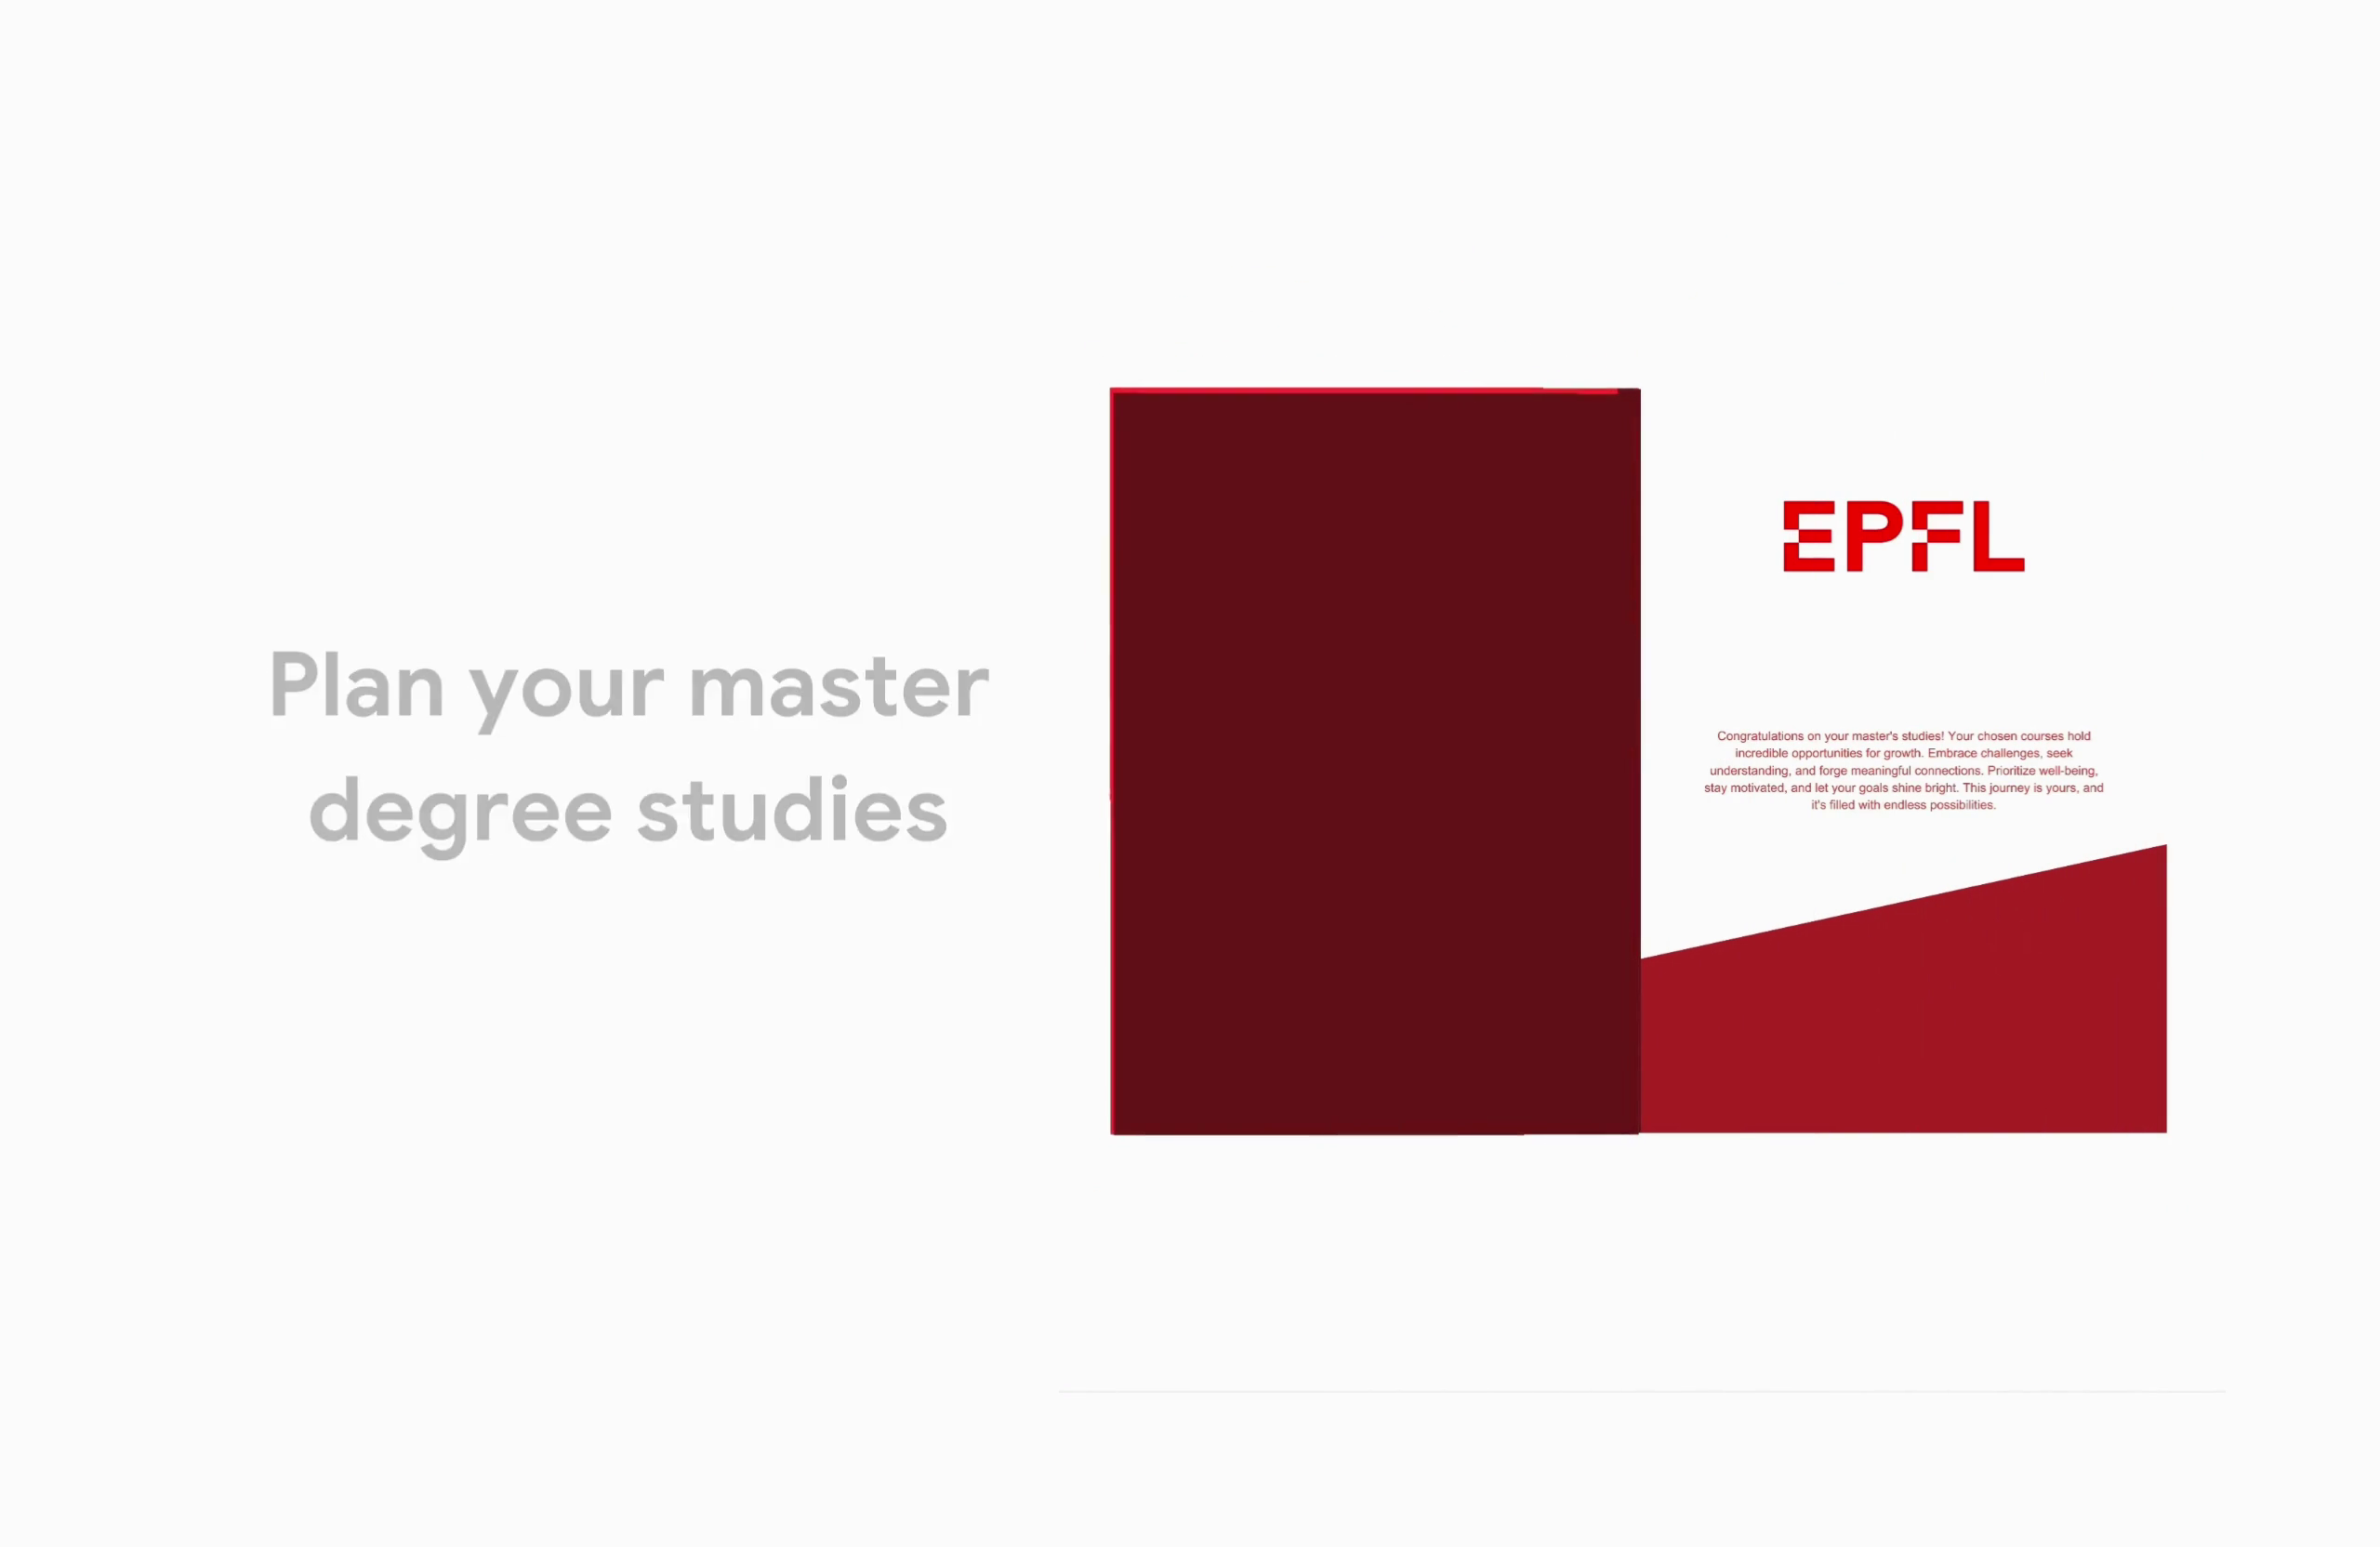 Plan your master
degree studies
EPFL
Congratulations on your master's studies! Your chosen courses hold
incredible opportunities for growth. Embrace challenges, seek
understanding, and forge meaningful connections. Prioritize well-being,
stay motivated, and let your goals shine bright. This journey is yours, and
it's filled with endless possibilities.